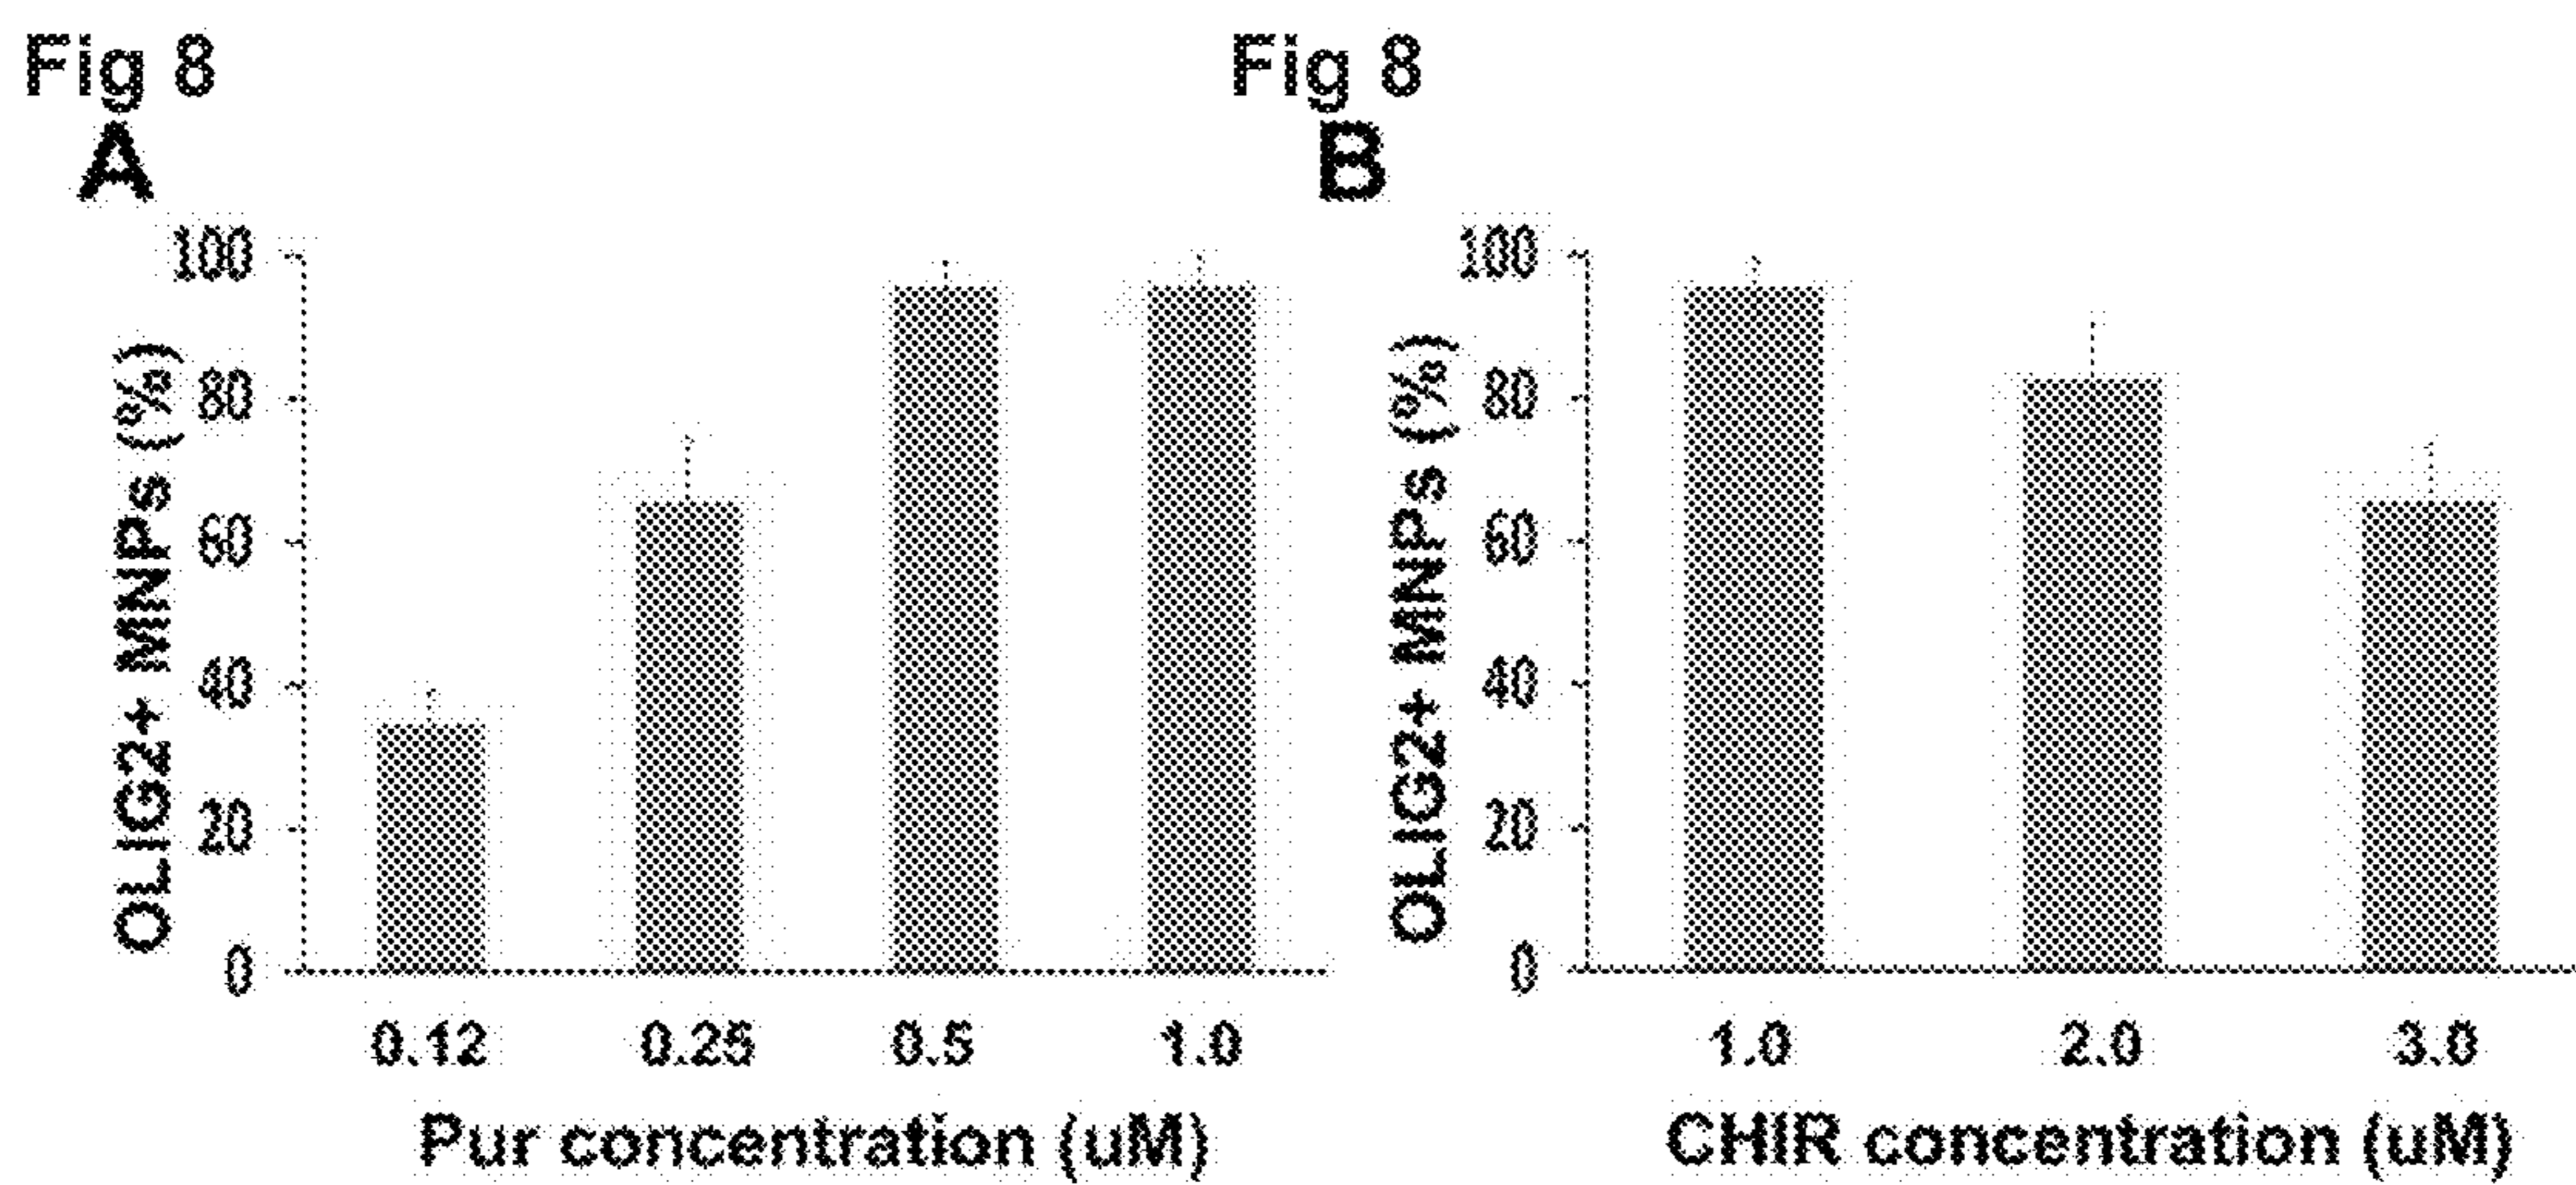 Fig 8
A
OLIG2+ MNPs (%)
100
80
60
40
20
0
0.12 0.25 0.5 1.0
Pur concentration (uM)
Fig 8
B
OLIG2+ MNPs (%)
100
80
60
40
20
0
1.0 2.0 3.0
CHIR concentration (uM)